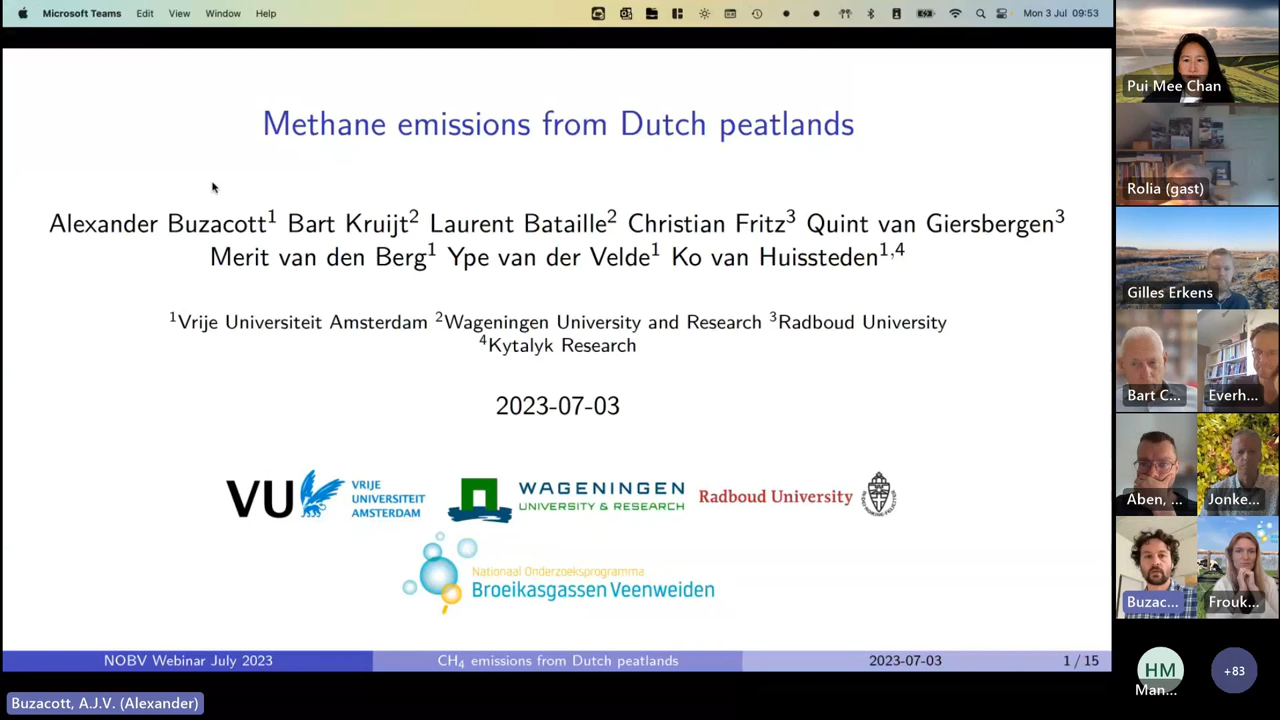 Microsoft Teams Edit View Window Help Mon 3 Jul 09:53
Methane emissions from Dutch peatlands
Alexander Buzacott¹ Bart Kruijt² Laurent Bataille² Christian Fritz³ Quint van Giersbergen³
Merit van den Berg¹ Ype van der Velde¹ Ko van Huissteden¹,⁴
¹Vrije Universiteit Amsterdam ²Wageningen University and Research ³Radboud University
⁴Kytalyk Research
2023-07-03
VU VRIJE
UNIVERSITEIT
AMSTERDAM
WAGENINGEN
UNIVERSITY & RESEARCH
Radboud University
Nationaal Onderzoeksprogramma
Broeikasgassen Veenweiden
NOBV Webinar July 2023 CH₄ emissions from Dutch peatlands 2023-07-03 1 / 15
Buzacott, A.J.V. (Alexander)
Pui Mee Chan
Rolia (gast)
Gilles Erkens
Bart C... Everh...
Aben, ... Jonke...
Buzac... Frouk...
HM +83
Man...